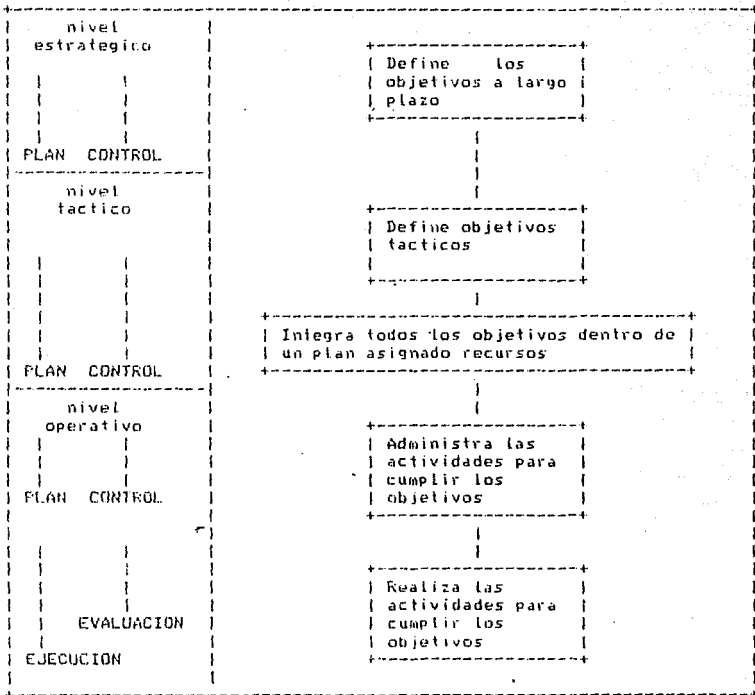 nivel
estrategico
PLAN CONTROL
Define los
objetivos a largo
plazo
nivel
tactico
PLAN CONTROL
Define objetivos
tacticos
Integra todos los objetivos dentro de
un plan asignado recursos
nivel
operativo
PLAN CONTROL
Administra las
actividades para
cumplir los
objetivos
EVALUACION
EJECUCION
Realiza las
actividades para
cumplir los
objetivos